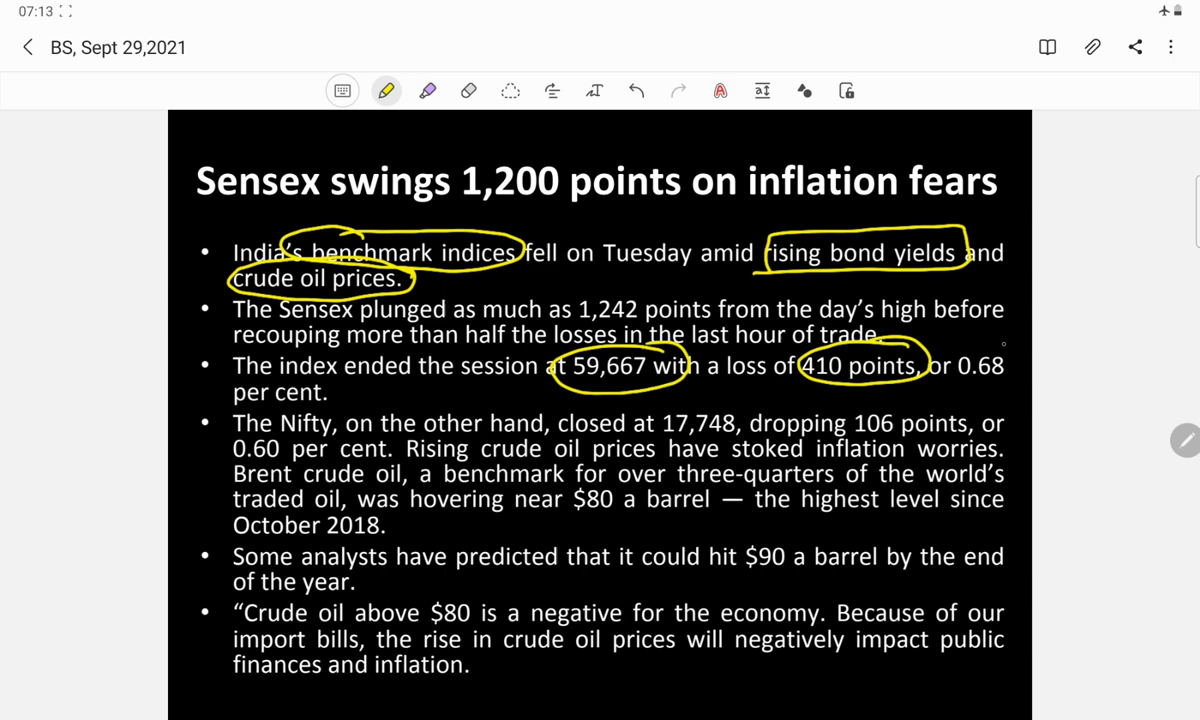 07:13
BS, Sept 29,2021
Sensex swings 1,200 points on inflation fears
• India's benchmark indices fell on Tuesday amid rising bond yields and
crude oil prices.
• The Sensex plunged as much as 1,242 points from the day's high before
recouping more than half the losses in the last hour of trade.
• The index ended the session at 59,667 with a loss of 410 points, or 0.68
per cent.
• The Nifty, on the other hand, closed at 17,748, dropping 106 points, or
0.60 per cent. Rising crude oil prices have stoked inflation worries.
Brent crude oil, a benchmark for over three-quarters of the world's
traded oil, was hovering near $80 a barrel — the highest level since
October 2018.
• Some analysts have predicted that it could hit $90 a barrel by the end
of the year.
• “Crude oil above $80 is a negative for the economy. Because of our
import bills, the rise in crude oil prices will negatively impact public
finances and inflation.